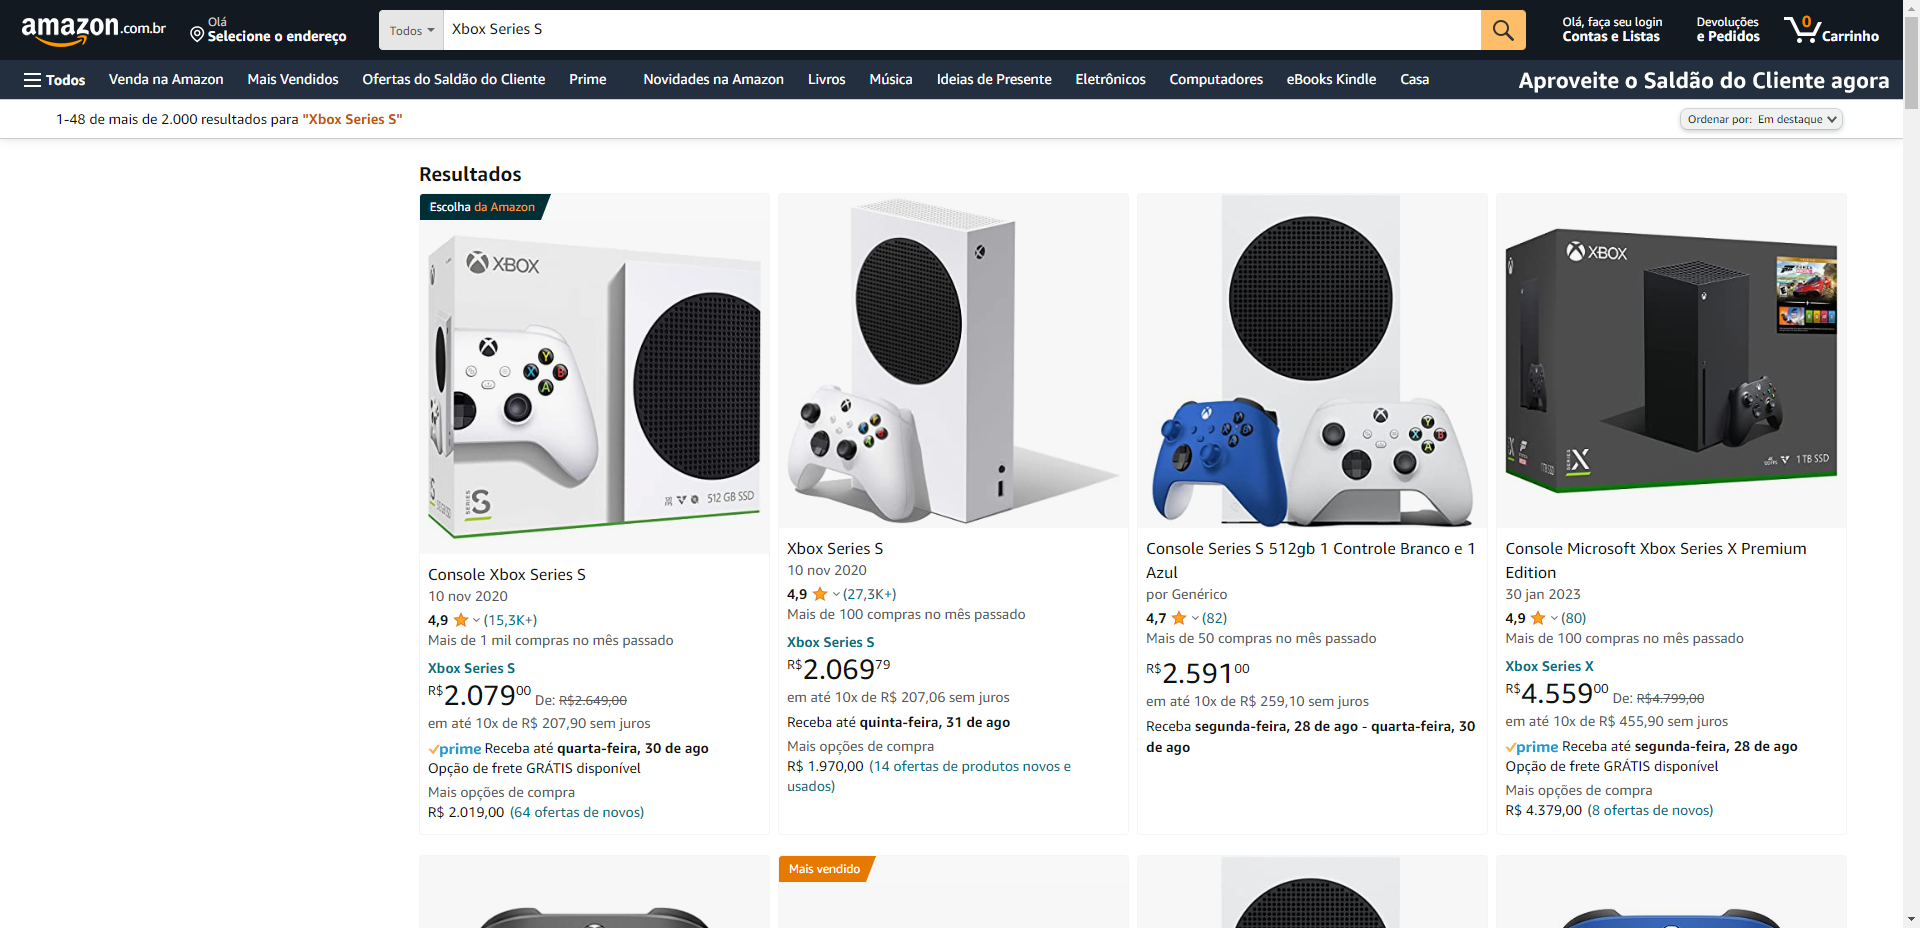 amazon.com.br
Olá
Selecione o endereço
Todos
Xbox Series S
Olá, faça seu login
Contas e Listas
Devoluções
e Pedidos
0
Carrinho
Todos
Venda na Amazon
Mais Vendidos
Ofertas do Saldão do Cliente
Prime
Novidades na Amazon
Livros
Música
Ideias de Presente
Eletrônicos
Computadores
eBooks Kindle
Casa
Aproveite o Saldão do Cliente agora
1-48 de mais de 2.000 resultados para "Xbox Series S"
Ordenar por: Em destaque
Resultados
Escolha da Amazon
XBOX
Y
X B
A
SERIES S
512 GB SSD
Console Xbox Series S
10 nov 2020
4,9 (15,3K+)
Mais de 1 mil compras no mês passado
Xbox Series S
R$2.07900 De: R$2.649,00
em até 10x de R$ 207,90 sem juros
prime Receba até quarta-feira, 30 de ago
Opção de frete GRÁTIS disponível
Mais opções de compra
R$ 2.019,00 (64 ofertas de novos)
Xbox Series S
10 nov 2020
4,9 (27,3K+)
Mais de 100 compras no mês passado
Xbox Series S
R$2.06979
em até 10x de R$ 207,06 sem juros
Receba até quinta-feira, 31 de ago
Mais opções de compra
R$ 1.970,00 (14 ofertas de produtos novos e
usados)
Y
X B
A
Console Series S 512gb 1 Controle Branco e 1
Azul
por Genérico
4,7 (82)
Mais de 50 compras no mês passado
R$2.59100
em até 10x de R$ 259,10 sem juros
Receba segunda-feira, 28 de ago - quarta-feira, 30
de ago
XBOX
SERIES X
1 TB SSD
Console Microsoft Xbox Series X Premium
Edition
30 jan 2023
4,9 (80)
Mais de 100 compras no mês passado
Xbox Series X
R$4.55900 De: R$4.799,00
em até 10x de R$ 455,90 sem juros
prime Receba até segunda-feira, 28 de ago
Opção de frete GRÁTIS disponível
Mais opções de compra
R$ 4.379,00 (8 ofertas de novos)
Mais vendido